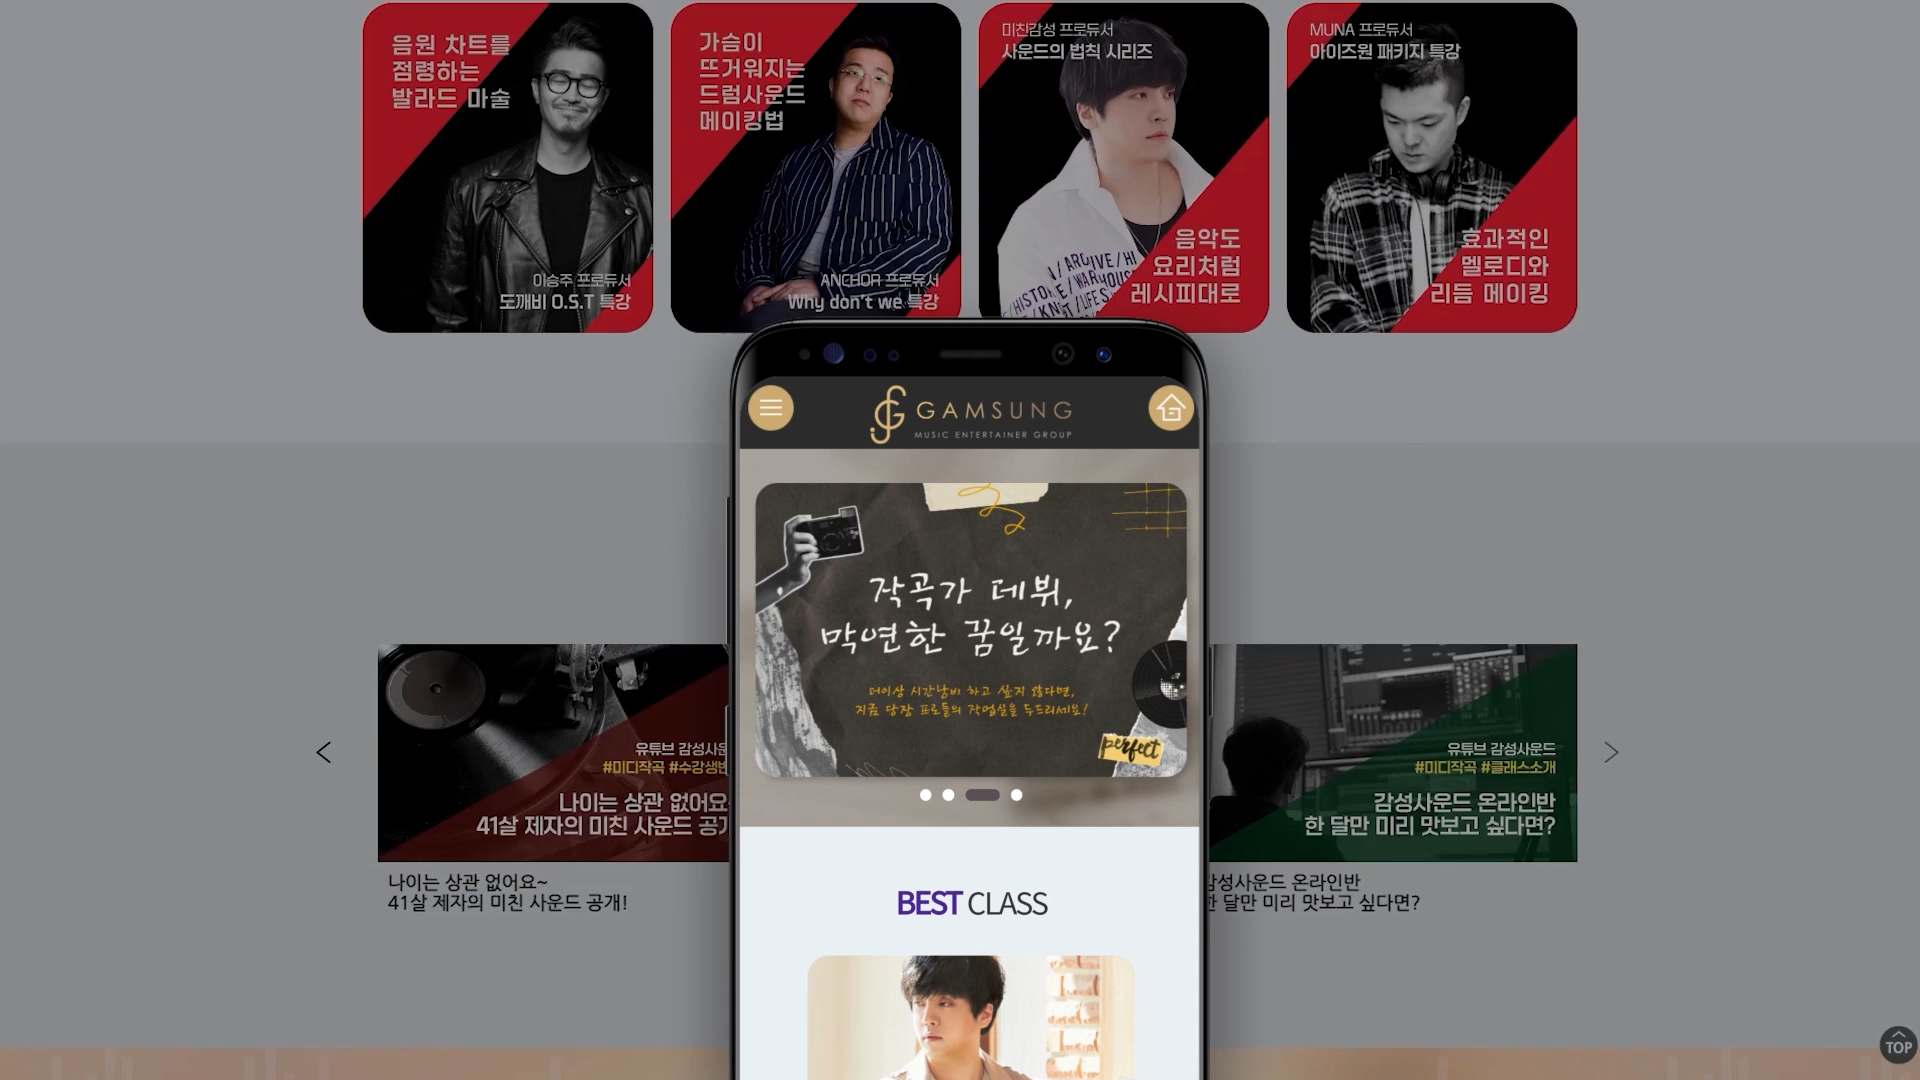 음원 차트를
점령하는
발라드 마술
이승주 프로듀서
도깨비 O.S.T 특강
가슴이
뜨거워지는
드럼사운드
메이킹법
ANCHOR 프로듀서
Why don't we 특강
미친감성 프로듀서
사운드의 법칙 시리즈
음악도
요리처럼
레시피대로
MUNA 프로듀서
아이즈원 패키지 특강
효과적인
멜로디와
리듬 메이킹
GAMSUNG
MUSIC ENTERTAINER GROUP
작곡가 데뷔,
막연한 꿈일까요?
더이상 시간낭비 하고 싶지 않다면,
지금 당장 프로들의 작업실을 두드리세요!
perfect
BEST CLASS
유튜브 감성사운
#미디작곡 #수강생반
나이는 상관 없어요
41살 제자의 미친 사운드 공개
나이는 상관 없어요~
41살 제자의 미친 사운드 공개!
유튜브 감성사운드
#미디작곡 #클래스소개
감성사운드 온라인반
한 달만 미리 맛보고 싶다면?
감성사운드 온라인반
한 달만 미리 맛보고 싶다면?
TOP